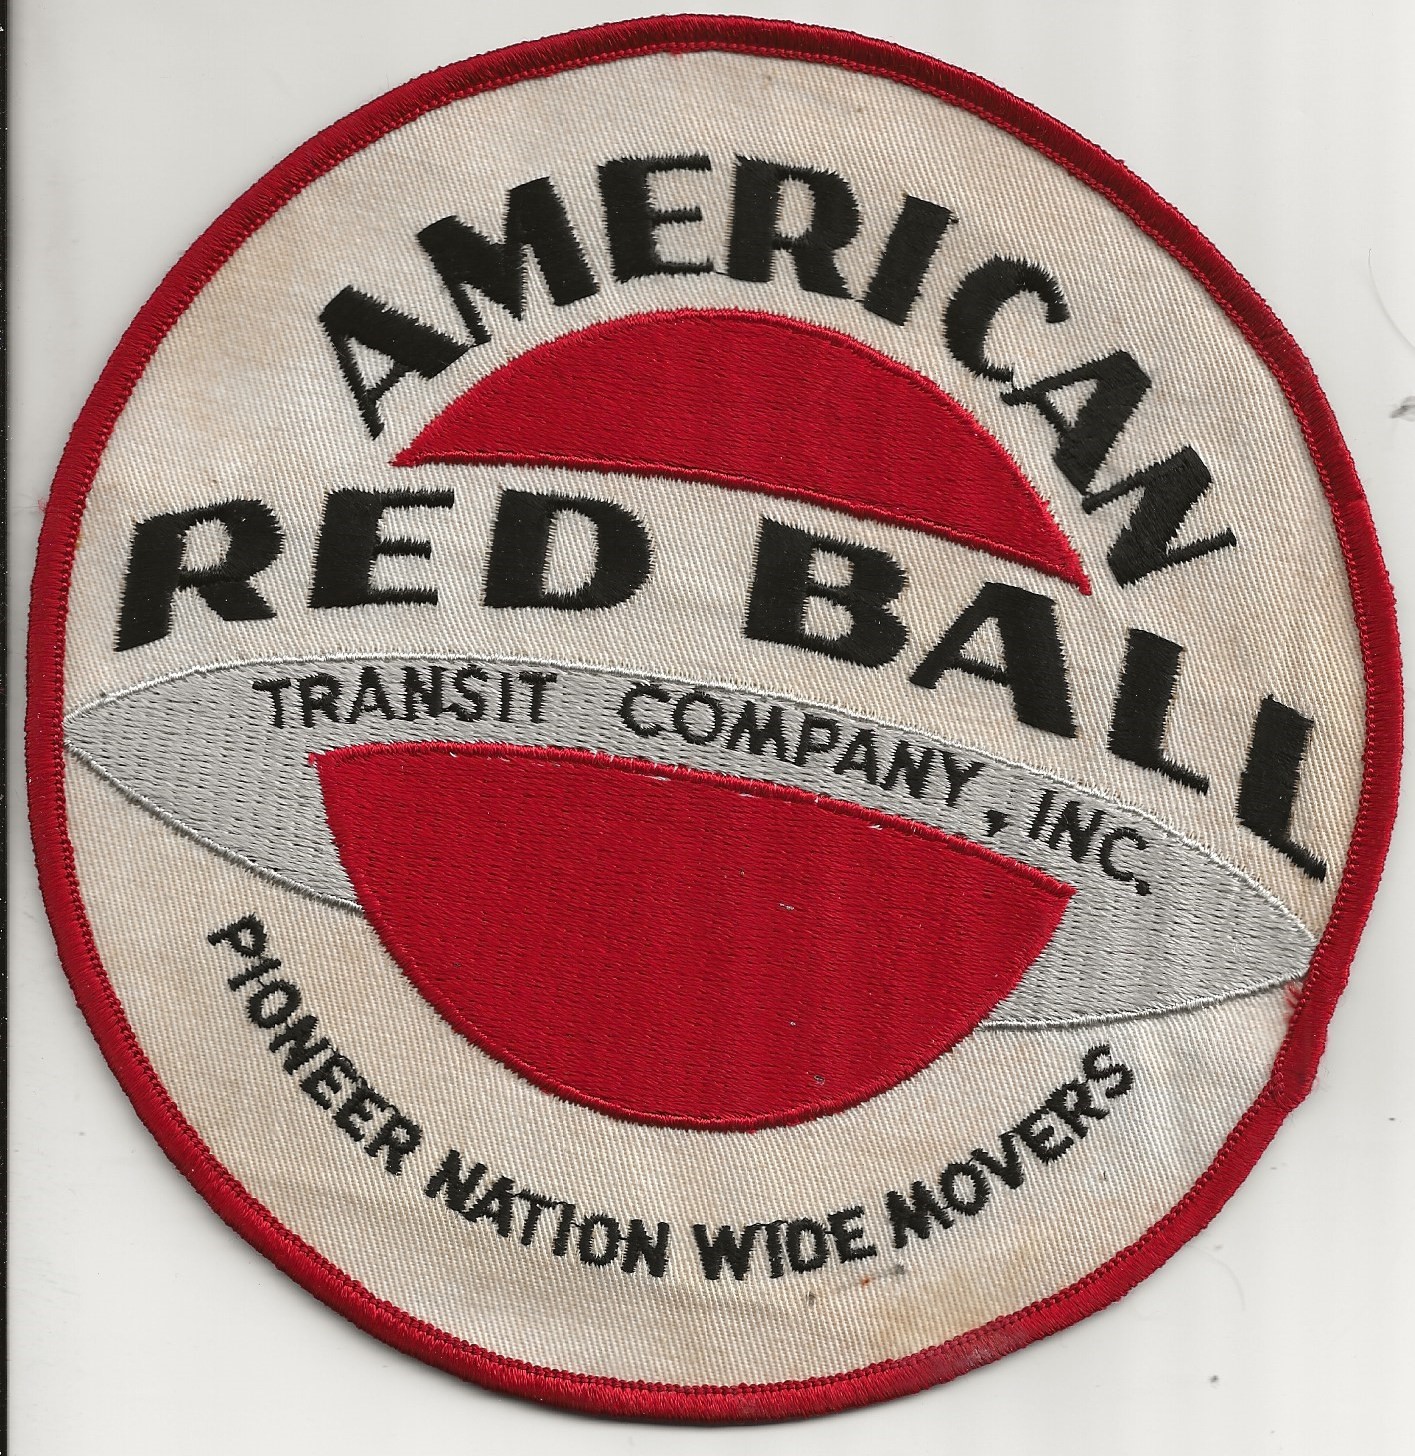 AMERICAN
RED BALL
TRANSIT COMPANY, INC.
PIONEER NATION WIDE MOVERS